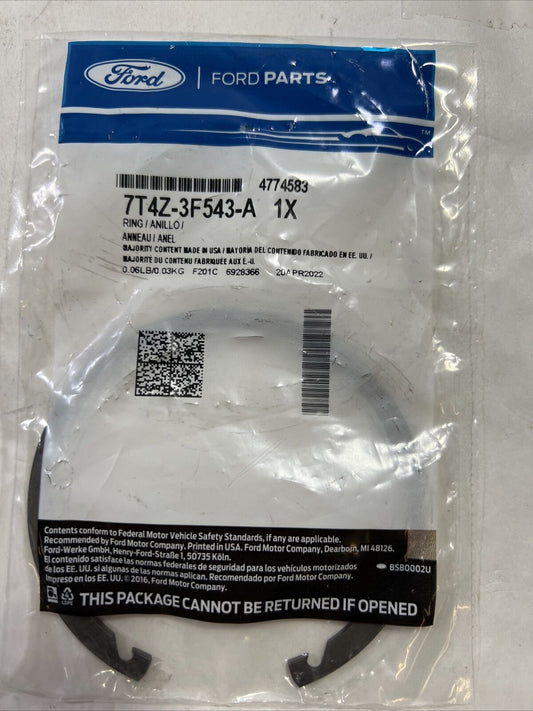 Ford | FORD PARTS
TM
4774583
7T4Z-3F543-A 1X
RING / ANILLO /
ANNEAU / ANEL
MAJORITY CONTENT MADE IN USA / MAYORIA DEL CONTENIDO FABRICADO EN EE. UU. /
MAJORITÉ DU CONTENU FABRIQUÉE AUX É.-U.
0.06LB/0.03KG F201C 6928366 20APR2022
Contents conform to Federal Motor Vehicle Safety Standards, if any are applicable.
Recommended by Ford Motor Company. Printed in USA. Ford Motor Company, Dearborn, MI 48126.
Ford-Werke GmbH, Henry-Ford-Straße 1, 50735 Köln.
El contenido satisface las normas federales de seguridad para los vehículos motorizados
de los EE. UU. si algunas de las normas aplican. Recomendado por Ford Motor Company.
Impreso en los EE. UU. © 2016, Ford Motor Company.
BSB0002U
THIS PACKAGE CANNOT BE RETURNED IF OPENED